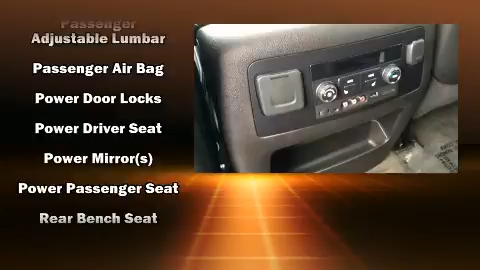 Passenger
Adjustable Lumbar
Passenger Air Bag
Power Door Locks
Power Driver Seat
Power Mirror(s)
Power Passenger Seat
Rear Bench Seat